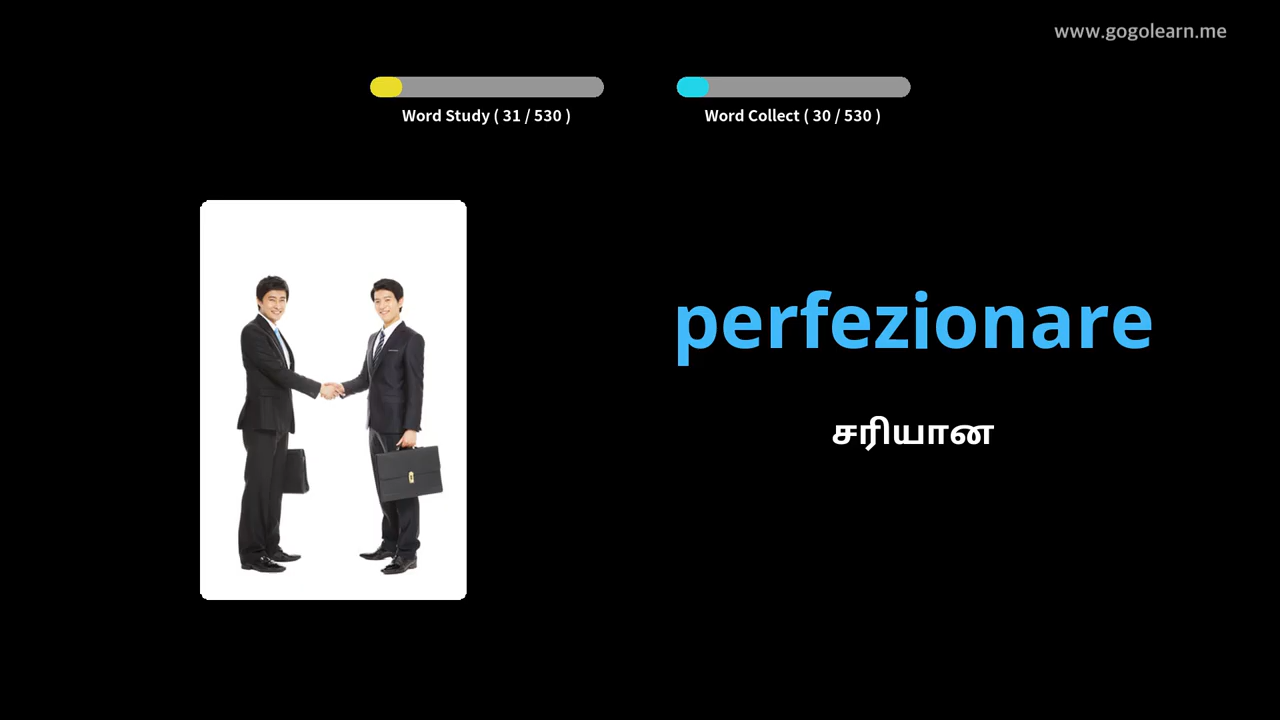 www.gogolearn.me
Word Study ( 31 / 530 )
Word Collect ( 30 / 530 )
perfezionare
சரியான